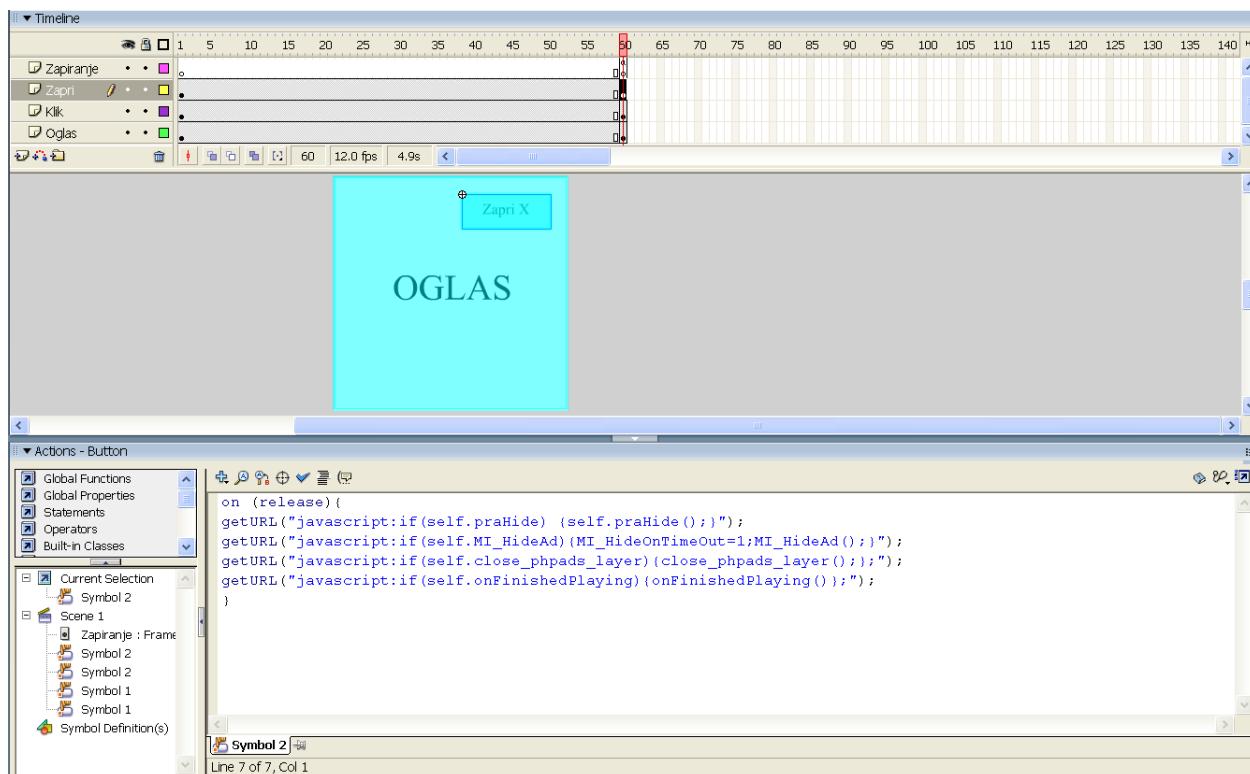 Timeline
1 5 10 15 20 25 30 35 40 45 50 55 60 65 70 75 80 85 90 95 100 105 110 115 120 125 130 135 140
Zapiranje
Zapri
Klik
Oglas
60 12.0 fps 4.9s
Zapri X
OGLAS
Actions - Button
Global Functions
Global Properties
Statements
Operators
Built-in Classes
Current Selection
Symbol 2
Scene 1
Zapiranje : Frame
Symbol 2
Symbol 2
Symbol 1
Symbol 1
Symbol Definition(s)
on (release){
getURL("javascript:if(self.praHide) {self.praHide();}");
getURL("javascript:if(self.MI_HideAd){MI_HideOnTimeOut=1;MI_HideAd();}");
getURL("javascript:if(self.close_phpads_layer){close_phpads_layer();};");
getURL("javascript:if(self.onFinishedPlaying){onFinishedPlaying()};");
}
Symbol 2
Line 7 of 7, Col 1